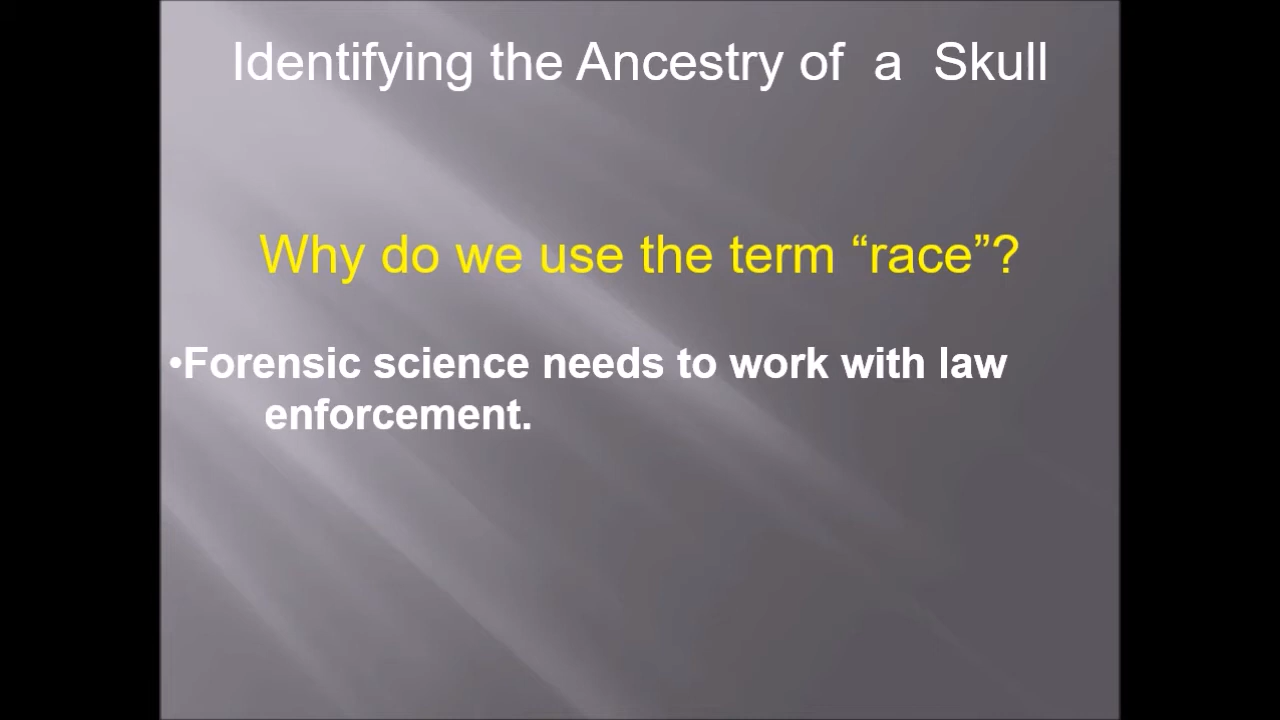 Identifying the Ancestry of a Skull
Why do we use the term “race”?
•Forensic science needs to work with law
enforcement.